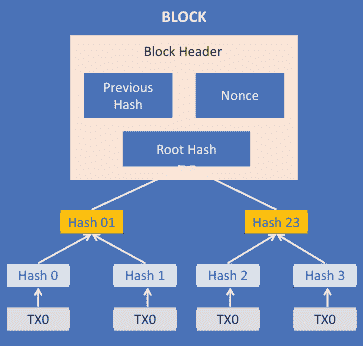 BLOCK
Block Header
Previous
Hash
Nonce
Root Hash
Hash 01
Hash 23
Hash 0
Hash 1
Hash 2
Hash 3
TX0
TX0
TX0
TX0